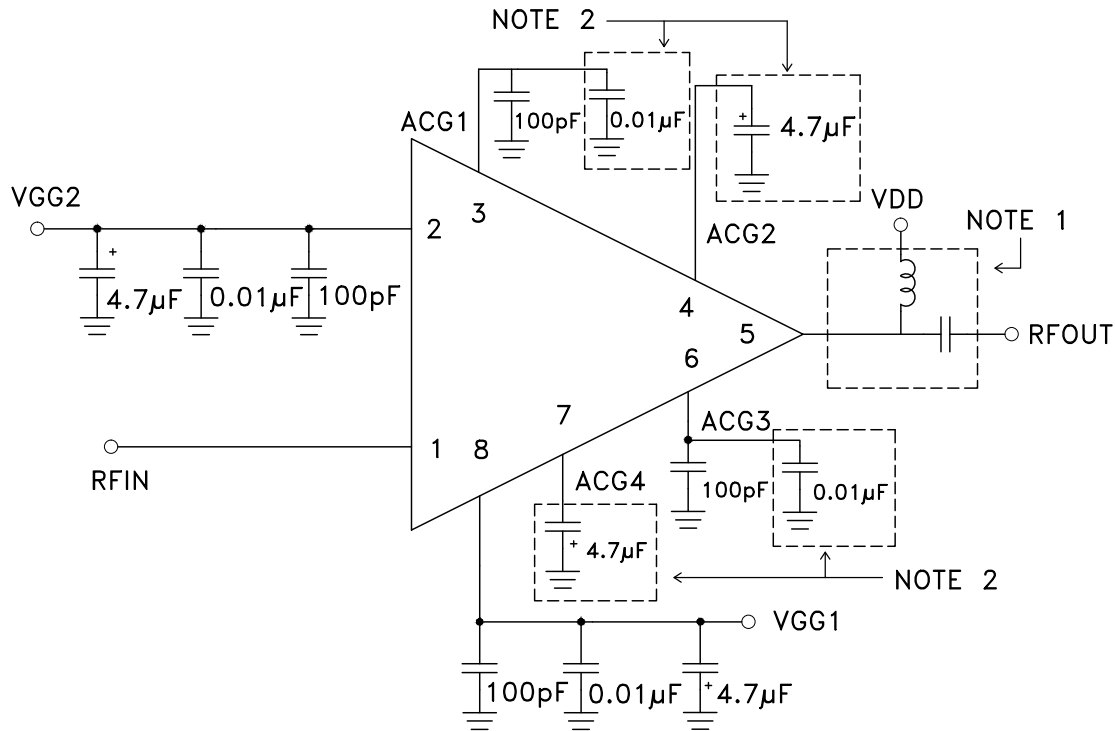 NOTE 2
ACG1
100pF
0.01µF
4.7µF
VGG2
VDD
NOTE 1
2
3
ACG2
4.7µF
0.01µF
100pF
4
5
RFOUT
6
7
ACG3
1
8
RFIN
ACG4
100pF
0.01µF
4.7µF
NOTE 2
VGG1
100pF
0.01µF
4.7µF
+
+
+
+